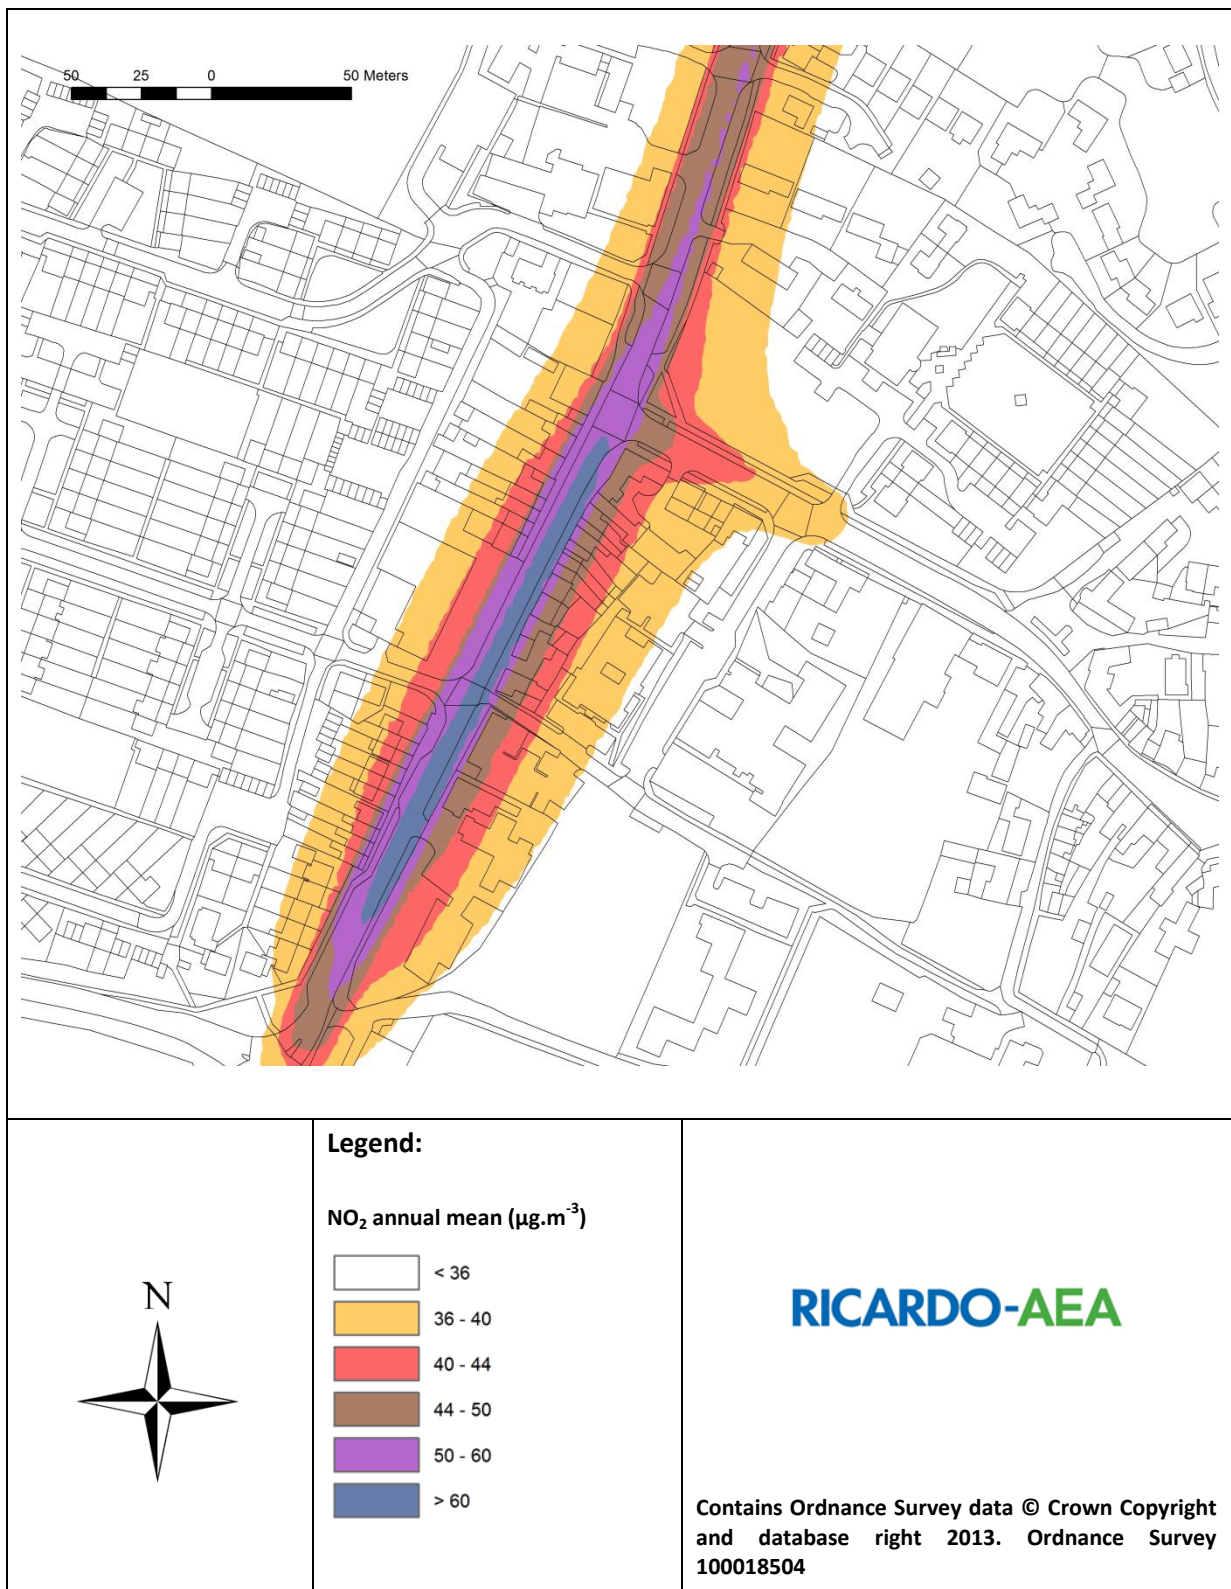 50 25 0 50 Meters
N
Legend:
NO₂ annual mean (µg.m⁻³)
< 36
36 - 40
40 - 44
44 - 50
50 - 60
> 60
RICARDO-AEA
Contains Ordnance Survey data © Crown Copyright
and database right 2013. Ordnance Survey
100018504